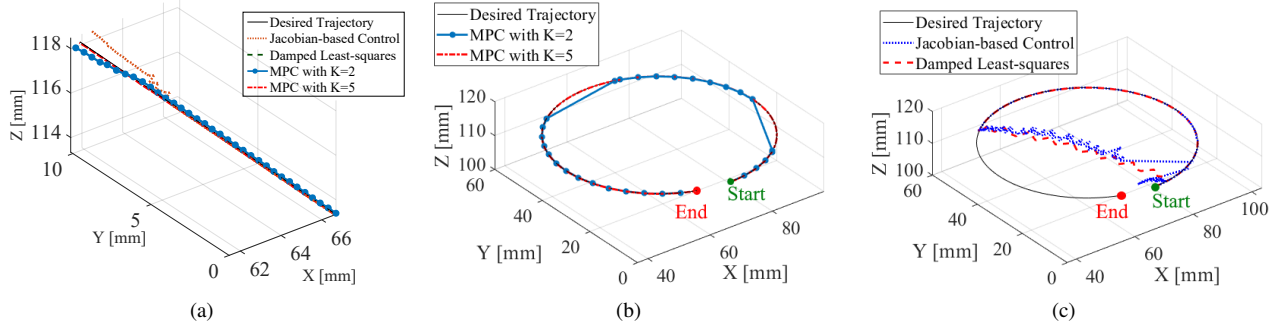 Desired Trajectory
Jacobian-based Control
Damped Least-squares
MPC with K=2
MPC with K=5
118
116
114
Z [mm]
10
5
0
Y [mm]
62
64
66
X [mm]
(a)
Desired Trajectory
MPC with K=2
MPC with K=5
120
110
100
Z [mm]
60
40
20
0
Y [mm]
40
60
80
X [mm]
End
Start
(b)
Desired Trajectory
Jacobian-based Control
Damped Least-squares
120
110
100
Z [mm]
60
40
20
0
Y [mm]
40
60
80
100
X [mm]
End
Start
(c)